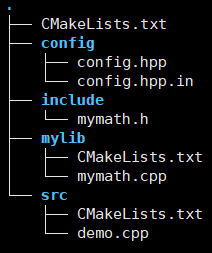 .
├── CMakeLists.txt
├── config
│   ├── config.hpp
│   └── config.hpp.in
├── include
│   └── mymath.h
├── mylib
│   ├── CMakeLists.txt
│   └── mymath.cpp
└── src
    ├── CMakeLists.txt
    └── demo.cpp